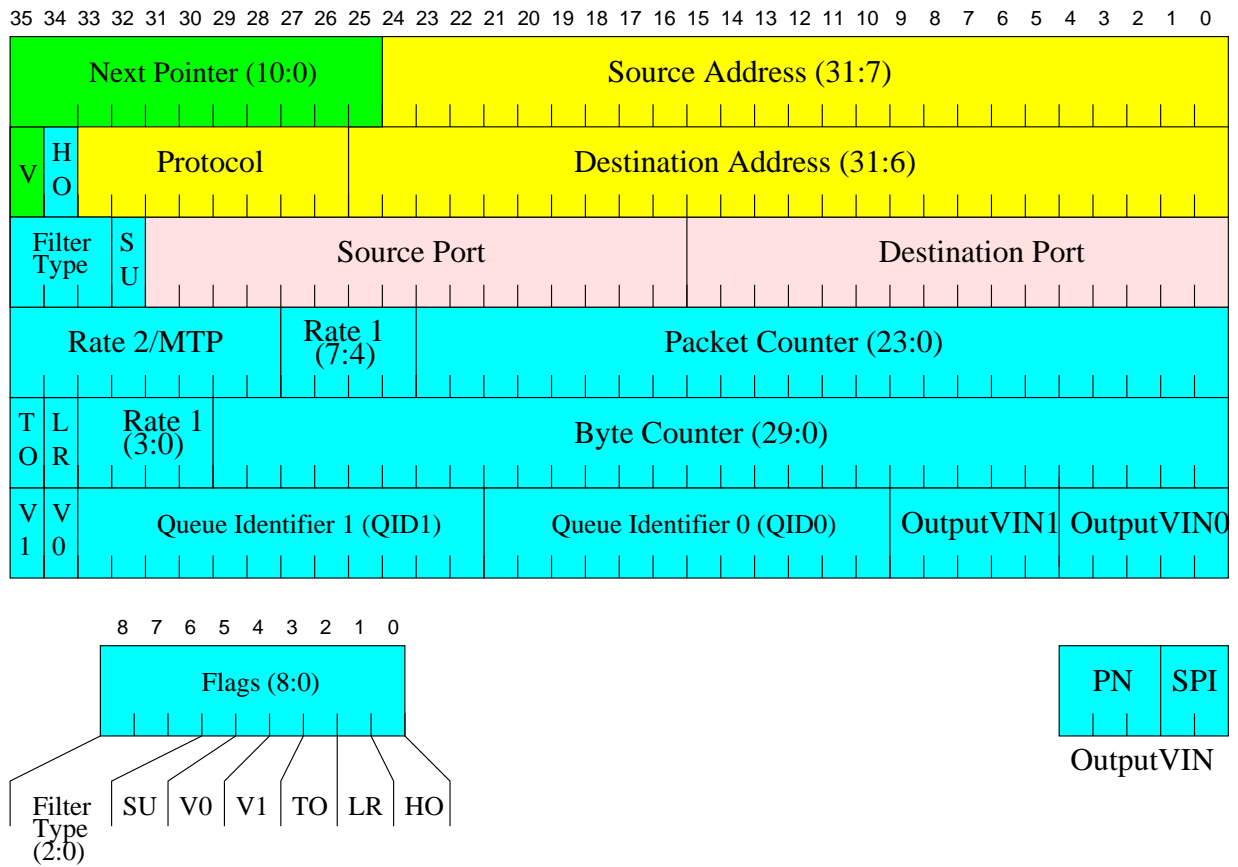 35 34 33 32 31 30 29 28 27 26 25 24 23 22 21 20 19 18 17 16 15 14 13 12 11 10 9 8 7 6 5 4 3 2 1 0
Next Pointer (10:0) Source Address (31:7)
V H O Protocol Destination Address (31:6)
Filter Type S U Source Port Destination Port
Rate 2/MTP Rate 1 (7:4) Packet Counter (23:0)
T O L R Rate 1 (3:0) Byte Counter (29:0)
V 1 V 0 Queue Identifier 1 (QID1) Queue Identifier 0 (QID0) OutputVIN1 OutputVIN0
8 7 6 5 4 3 2 1 0
Flags (8:0)
PN SPI
OutputVIN
Filter Type (2:0) SU V0 V1 TO LR HO